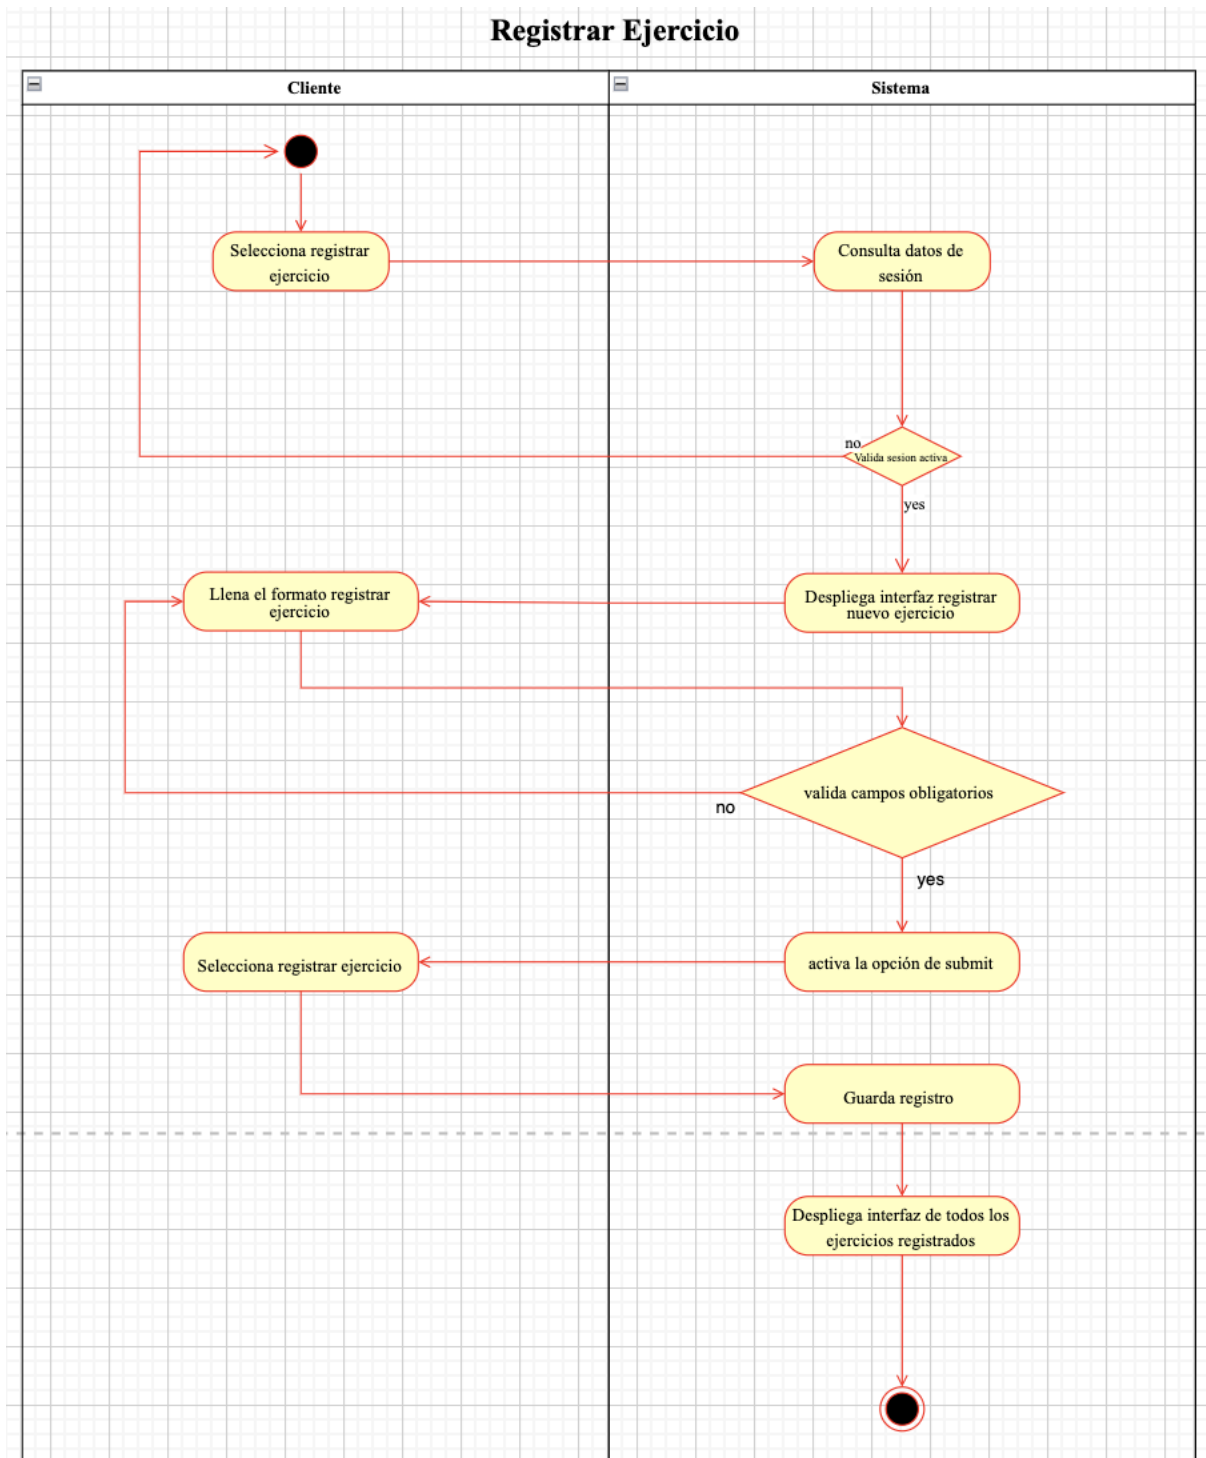 Registrar Ejercicio
Cliente
Sistema
Selecciona registrar
ejercicio
Consulta datos de
sesión
no
Valida sesion activa
yes
Llena el formato registrar
ejercicio
Despliega interfaz registrar
nuevo ejercicio
valida campos obligatorios
no
yes
Selecciona registrar ejercicio
activa la opción de submit
Guarda registro
Despliega interfaz de todos los
ejercicios registrados